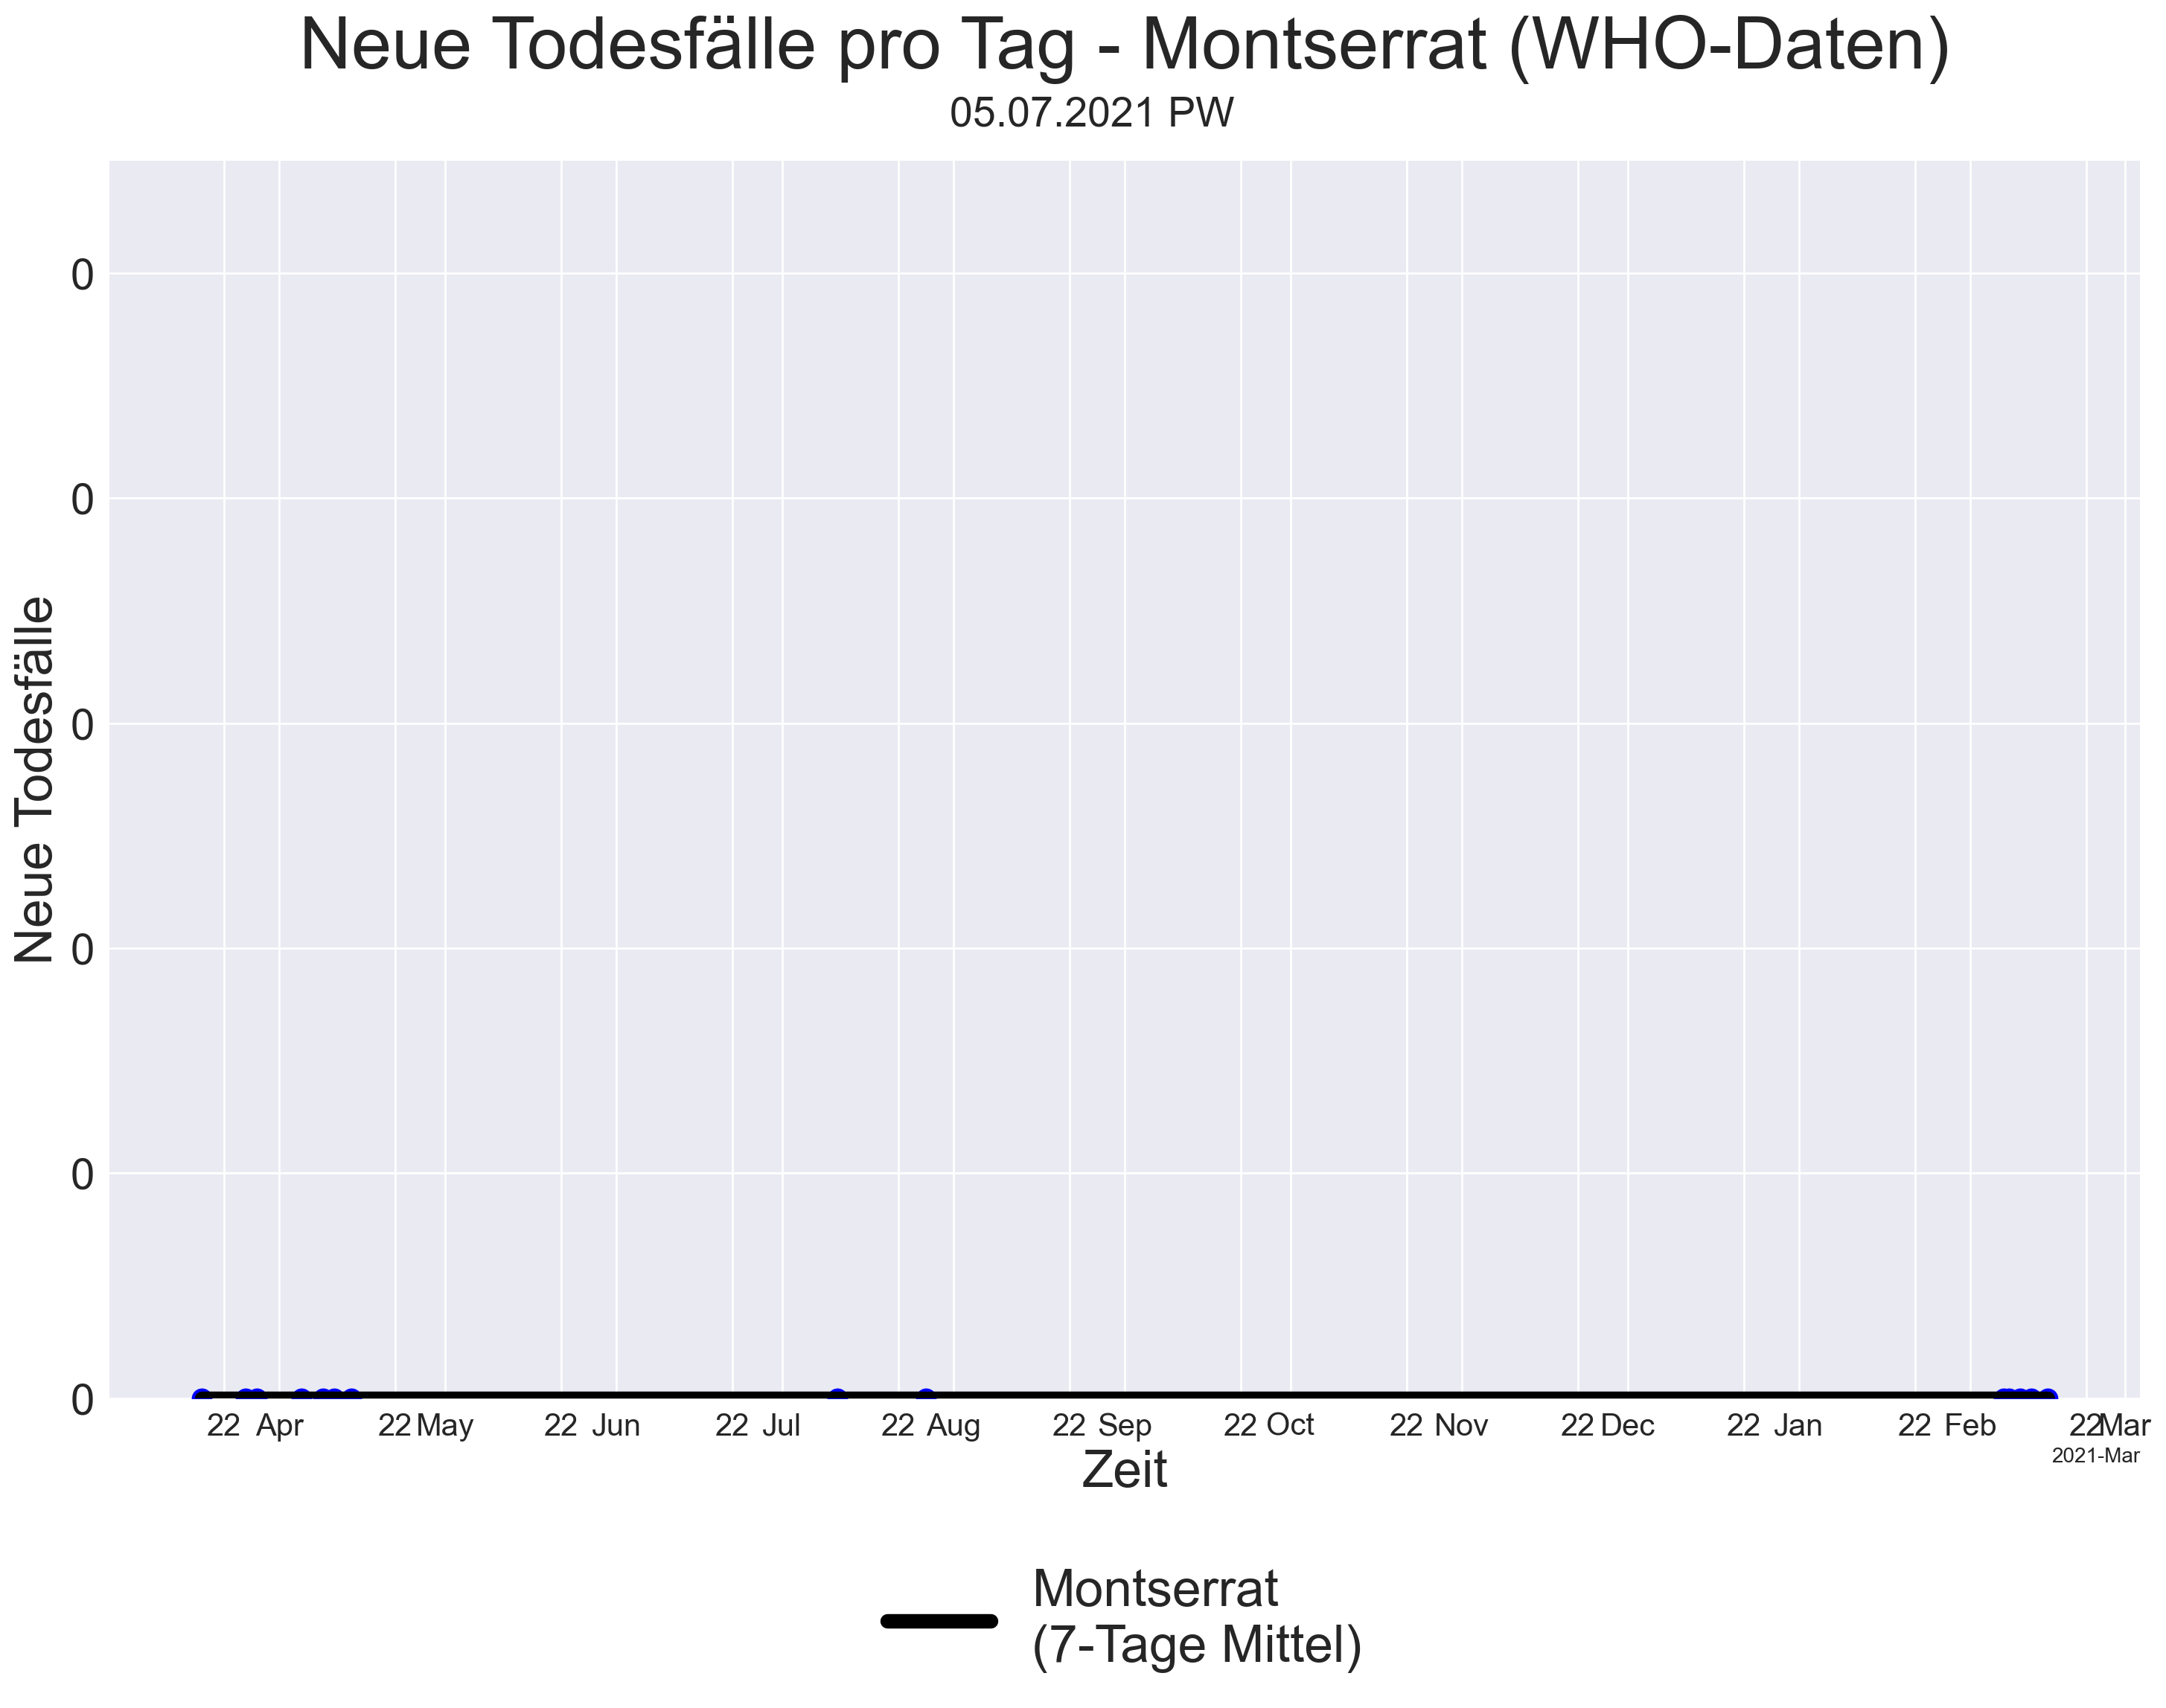 Neue Todesfälle pro Tag - Montserrat (WHO-Daten)
05.07.2021 PW
Neue Todesfälle
0
0
0
0
0
0
22 Apr 22 May 22 Jun 22 Jul 22 Aug 22 Sep 22 Oct 22 Nov 22 Dec 22 Jan 22 Feb 22 Mar
2021-Mar
Zeit
Montserrat
(7-Tage Mittel)